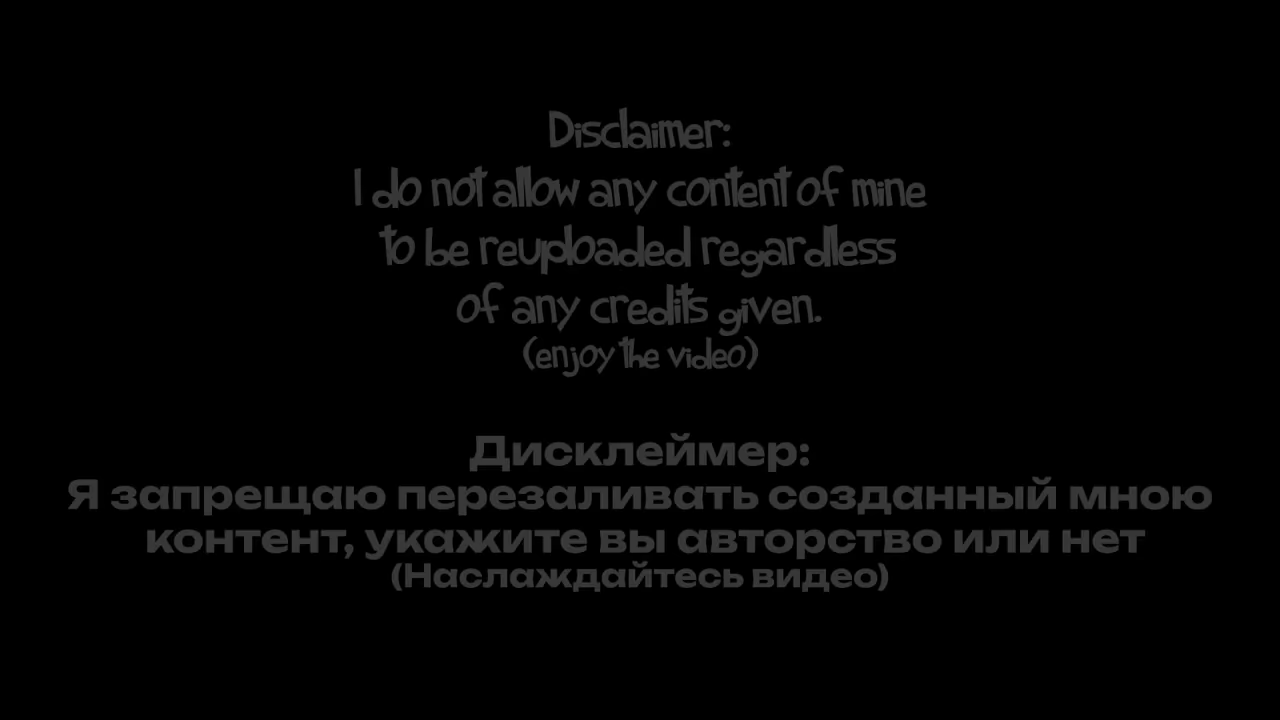 Disclaimer:
I do not allow any content of mine
to be reuploaded regardless
of any credits given.
(enjoy the video)
Дисклеймер:
Я запрещаю перезаливать созданный мною
контент, укажите вы авторство или нет
(Наслаждайтесь видео)